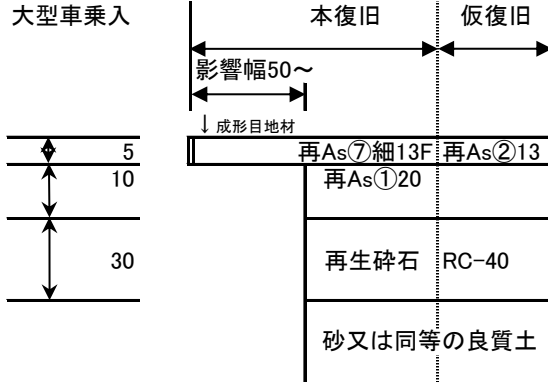 大型車乗入 本復旧 仮復旧
影響幅50～
↓成形目地材
5 再As⑦細13F 再As②13
10 再As①20
30 再生砕石 RC-40
砂又は同等の良質土